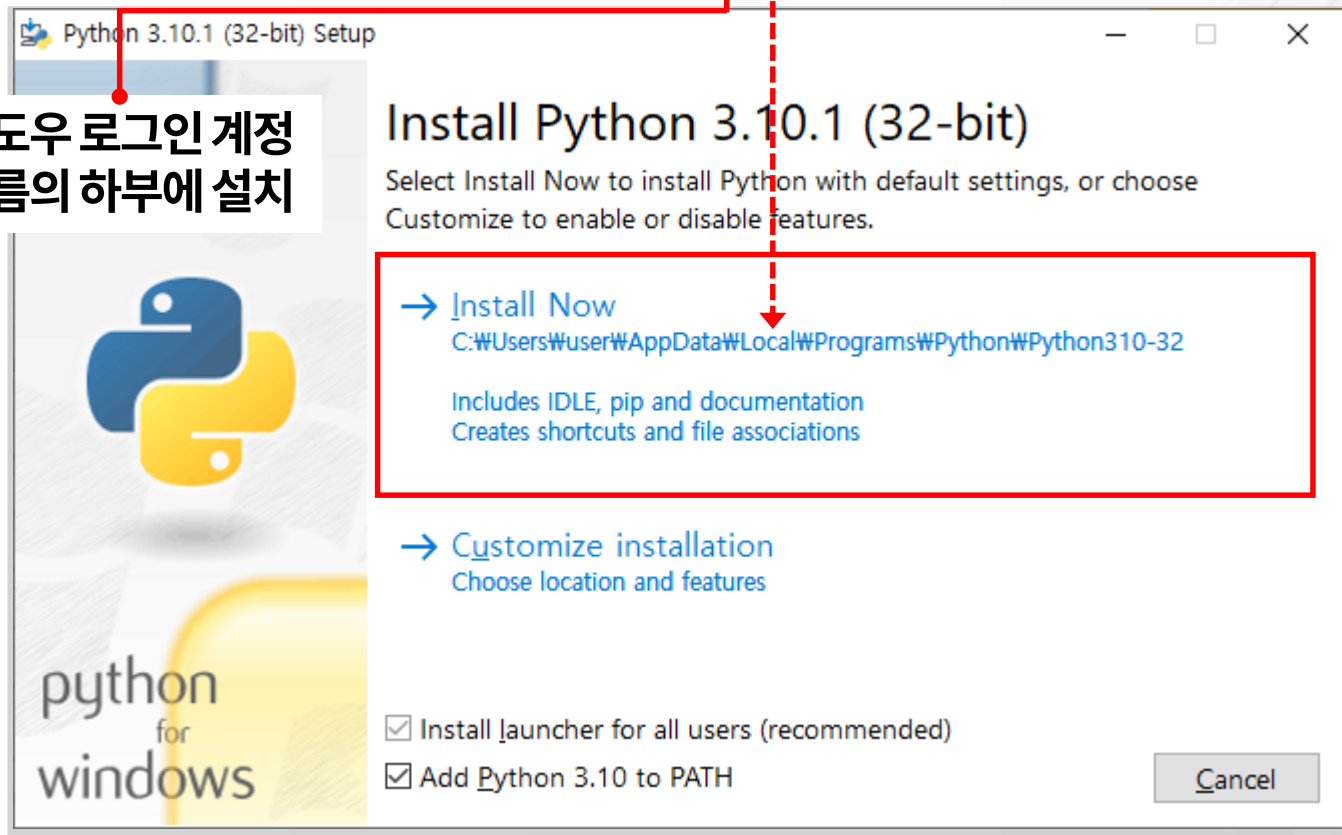 Python 3.10.1 (32-bit) Setup
도우 로그인 계정
름의 하부에 설치
Install Python 3.10.1 (32-bit)
Select Install Now to install Python with default settings, or choose
Customize to enable or disable features.
Install Now
C:₩Users₩user₩AppData₩Local₩Programs₩Python₩Python310-32
Includes IDLE, pip and documentation
Creates shortcuts and file associations
Customize installation
Choose location and features
python
for
windows
Install launcher for all users (recommended)
Add Python 3.10 to PATH
Cancel